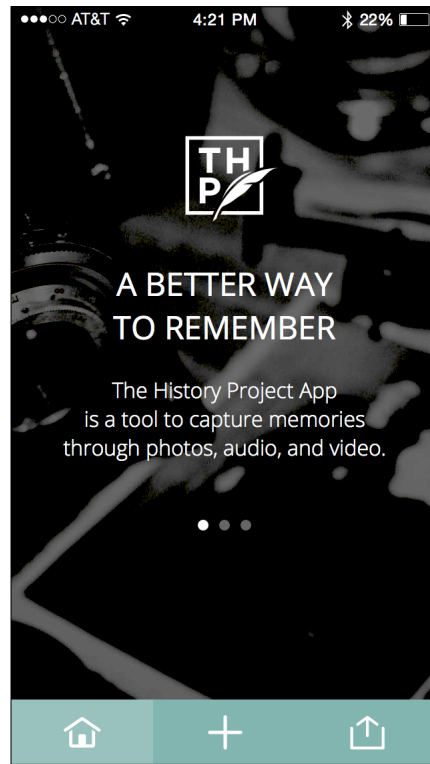 AT&T 4:21 PM 22%
TH
P
A BETTER WAY
TO REMEMBER
The History Project App
is a tool to capture memories
through photos, audio, and video.